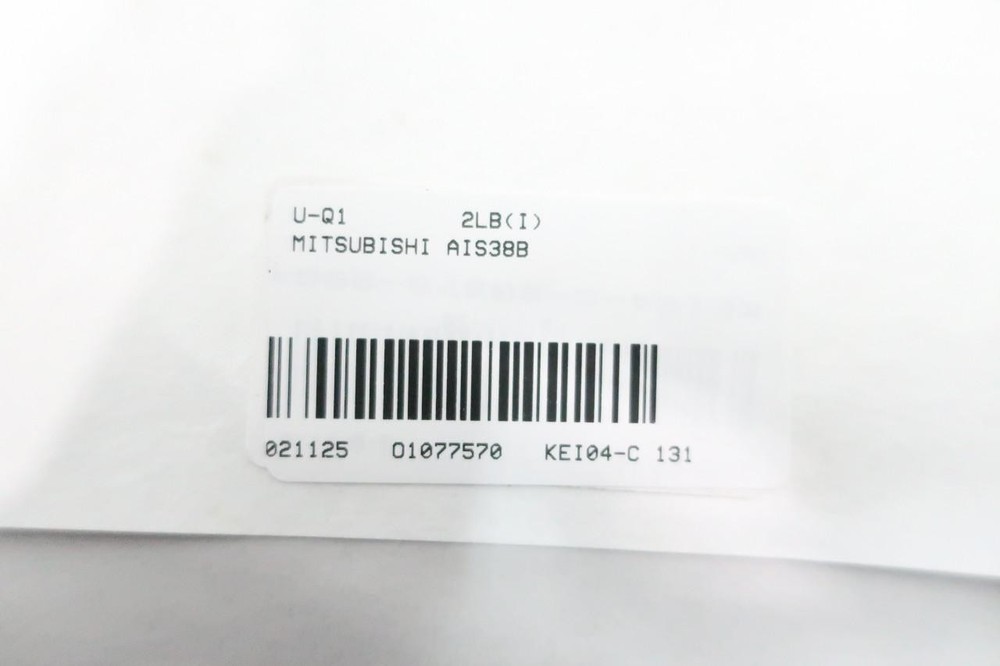 U-Q1 2LB(I)
MITSUBISHI AIS38B
021125 01077570 KEI04-C 131